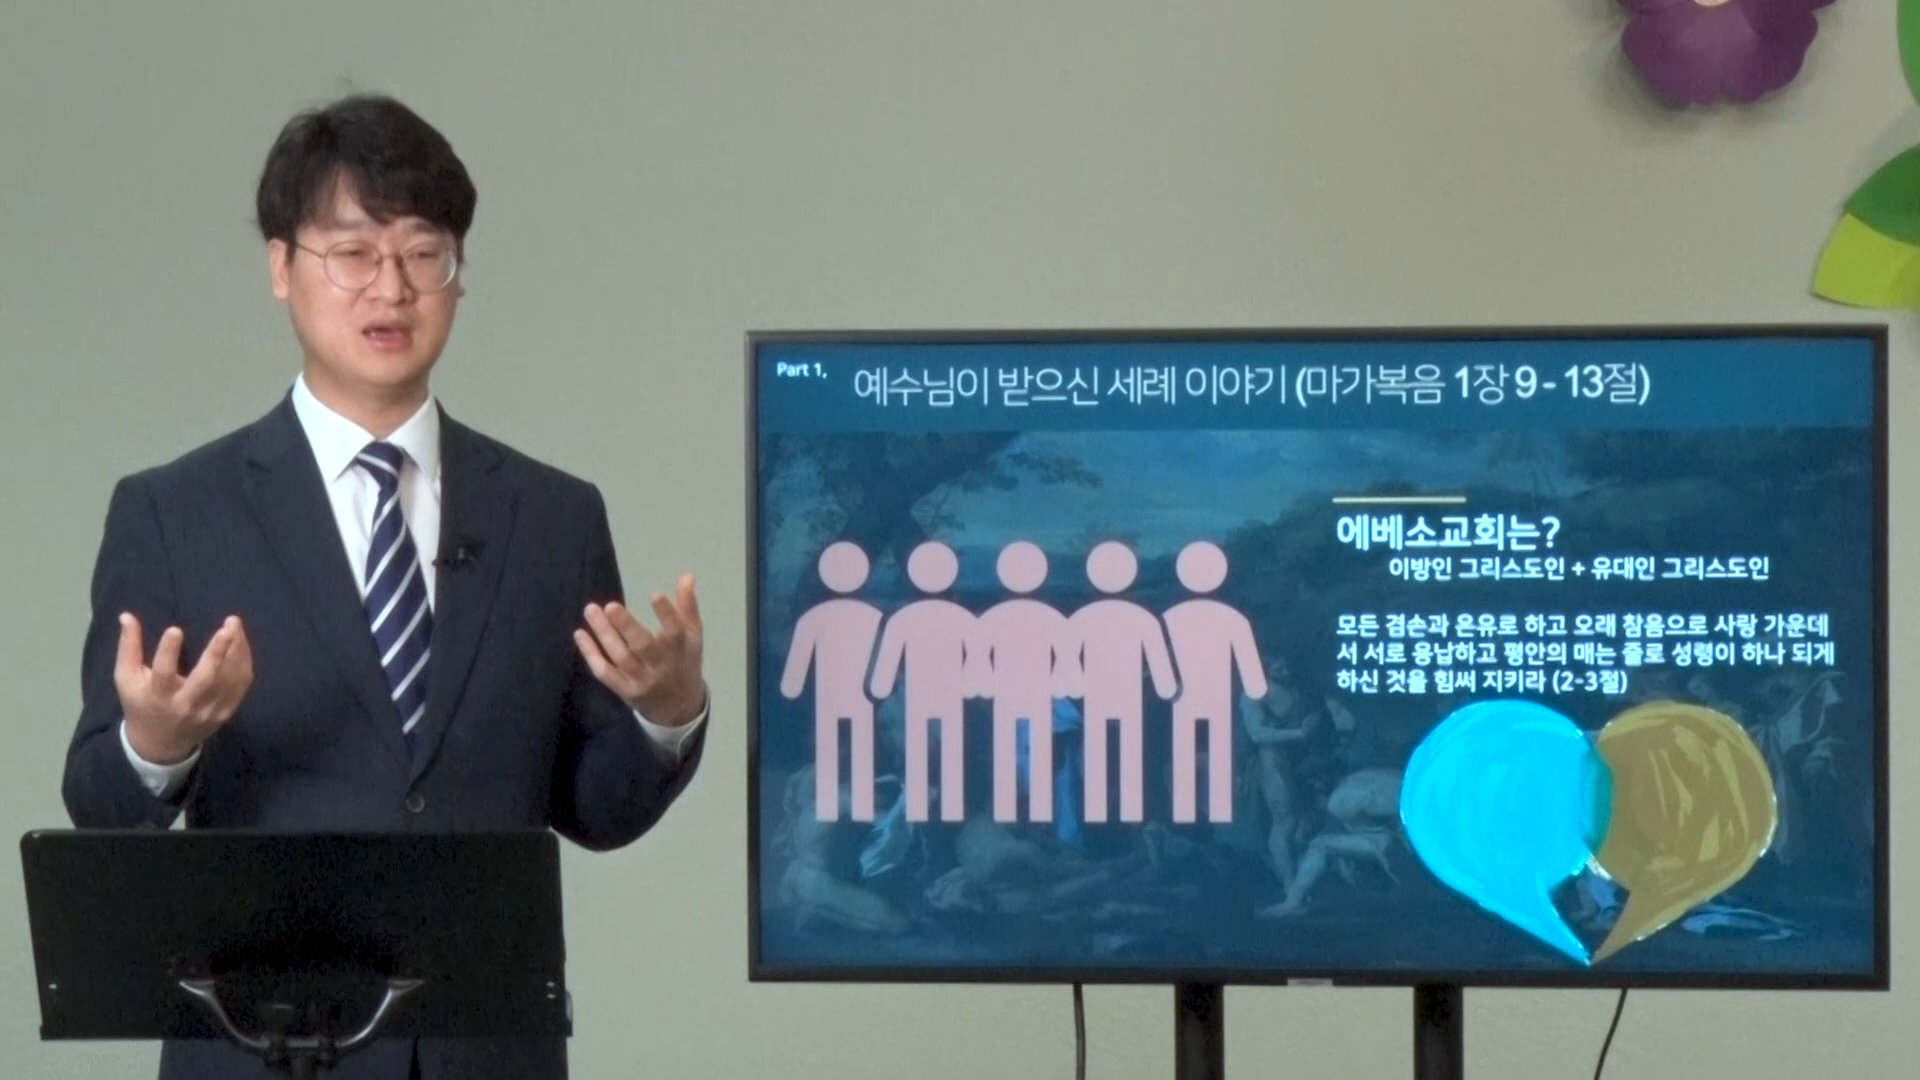 Part 1,
예수님이 받으신 세례 이야기 (마가복음 1장 9 - 13절)
에베소교회는?
이방인 그리스도인 + 유대인 그리스도인
모든 겸손과 온유로 하고 오래 참음으로 사랑 가운데
서 서로 용납하고 평안의 매는 줄로 성령이 하나 되게
하신 것을 힘써 지키라 (2-3절)